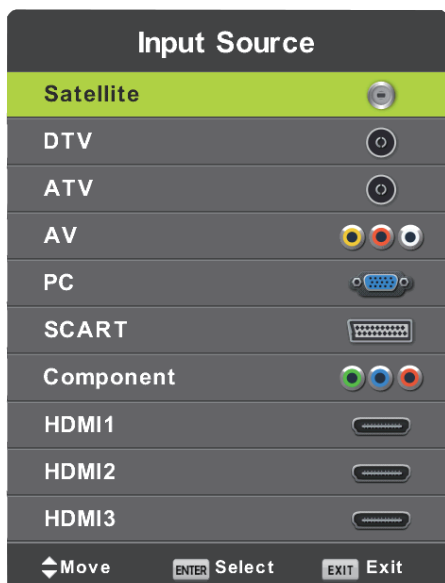 Input Source
Satellite
DTV
ATV
AV
PC
SCART
Component
HDMI1
HDMI2
HDMI3
Move ENTER Select EXIT Exit